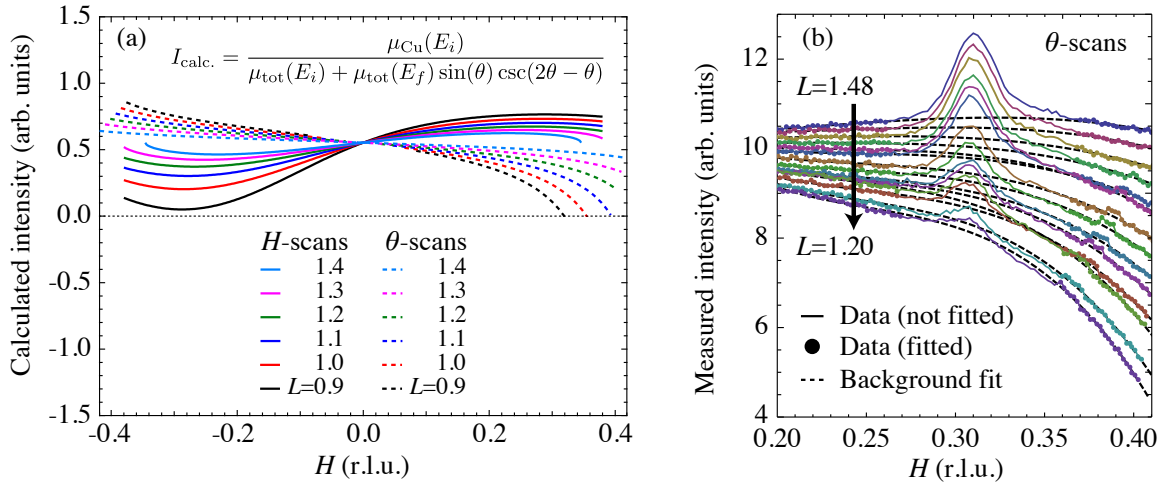 (a)
I_calc. = μ_Cu(E_i) / (μ_tot(E_i) + μ_tot(E_f) sin(θ) csc(2θ − θ))
Calculated intensity (arb. units)
1.5
1.0
0.5
0.0
-0.5
-1.0
-1.5
H-scans θ-scans
1.4 1.4
1.3 1.3
1.2 1.2
1.1 1.1
1.0 1.0
L=0.9 L=0.9
-0.4 -0.2 0.0 0.2 0.4
H (r.l.u.)
(b) θ-scans
Measured intensity (arb. units)
12
10
8
6
4
L=1.48
L=1.20
Data (not fitted)
Data (fitted)
Background fit
0.20 0.25 0.30 0.35 0.40
H (r.l.u.)